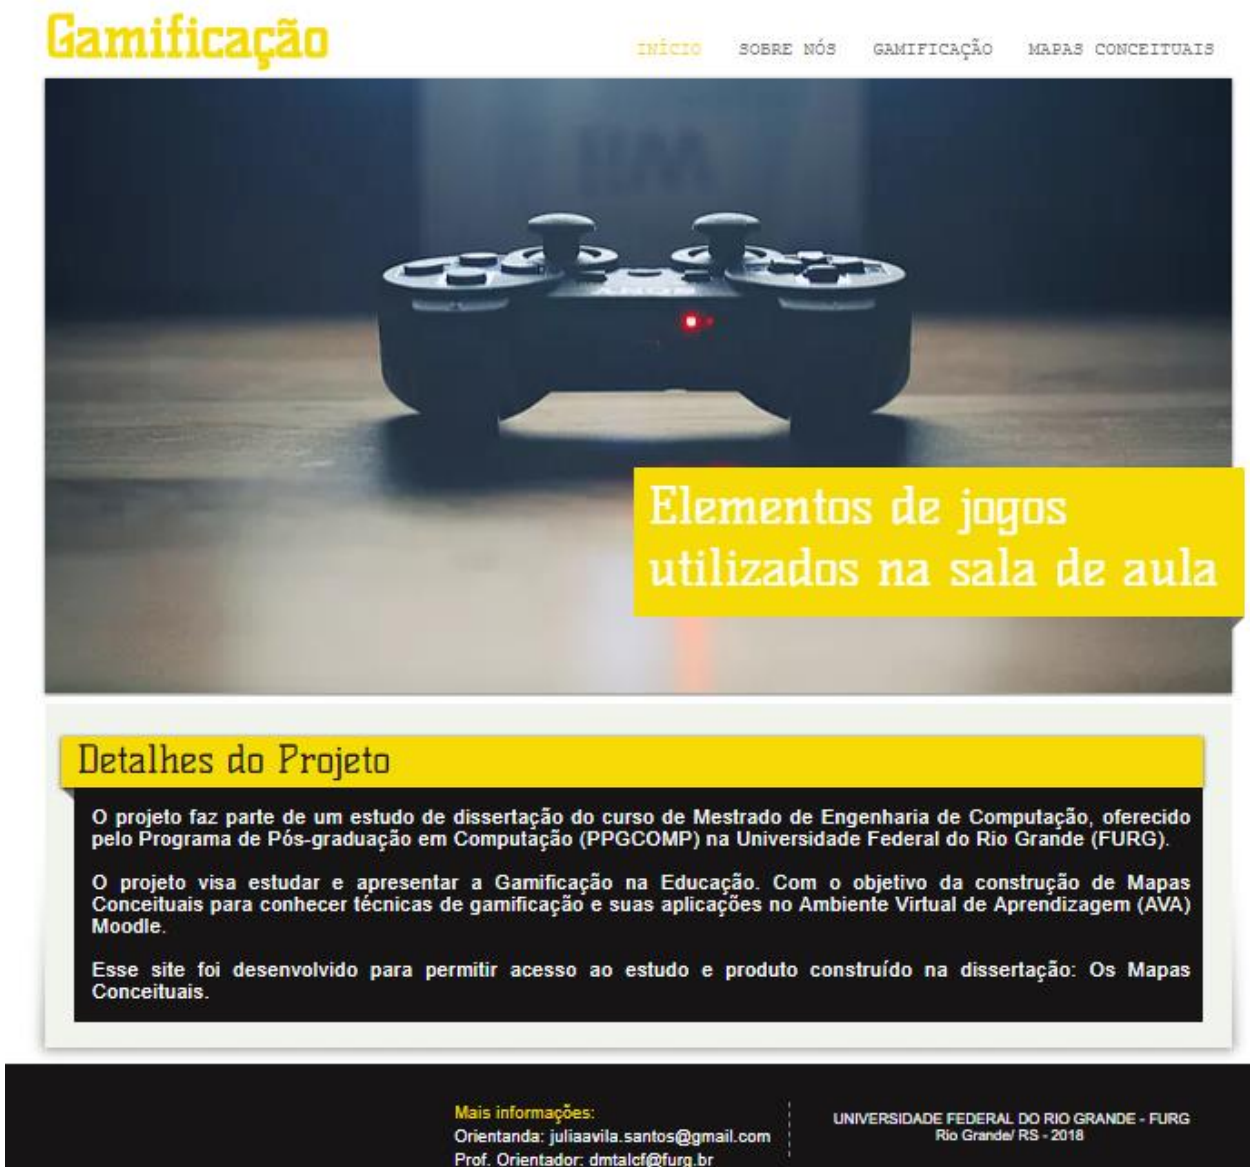 Gamificação
INÍCIO SOBRE NÓS GAMIFICAÇÃO MAPAS CONCEITUAIS
Elementos de jogos
utilizados na sala de aula
Detalhes do Projeto
O projeto faz parte de um estudo de dissertação do curso de Mestrado de Engenharia de Computação, oferecido
pelo Programa de Pós-graduação em Computação (PPGCOMP) na Universidade Federal do Rio Grande (FURG).
O projeto visa estudar e apresentar a Gamificação na Educação. Com o objetivo da construção de Mapas
Conceituais para conhecer técnicas de gamificação e suas aplicações no Ambiente Virtual de Aprendizagem (AVA)
Moodle.
Esse site foi desenvolvido para permitir acesso ao estudo e produto construído na dissertação: Os Mapas
Conceituais.
Mais informações:
Orientanda: juliaavila.santos@gmail.com
Prof. Orientador: dmtalcf@furg.br
UNIVERSIDADE FEDERAL DO RIO GRANDE - FURG
Rio Grande/ RS - 2018